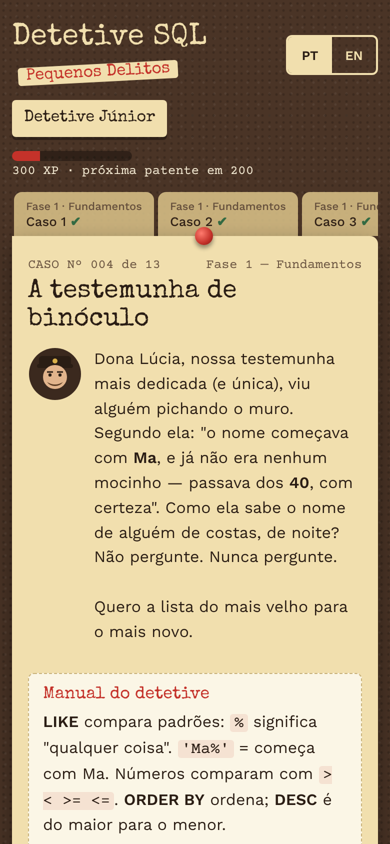 Detetive SQL
Pequenos Delitos
PT EN
Detetive Júnior
300 XP · próxima patente em 200
Fase 1 · Fundamentos
Caso 1 ✔
Fase 1 · Fundamentos
Caso 2 ✔
Fase 1 · Fundam
Caso 3 ✔
CASO Nº 004 de 13
Fase 1 — Fundamentos
A testemunha de
binóculo
Dona Lúcia, nossa testemunha
mais dedicada (e única), viu
alguém pichando o muro.
Segundo ela: "o nome começava
com Ma, e já não era nenhum
mocinho — passava dos 40, com
certeza". Como ela sabe o nome
de alguém de costas, de noite?
Não pergunte. Nunca pergunte.
Quero a lista do mais velho para
o mais novo.
Manual do detetive
LIKE compara padrões: % significa
"qualquer coisa". 'Ma%' = começa
com Ma. Números comparam com >
< >= <=. ORDER BY ordena; DESC é
do maior para o menor.